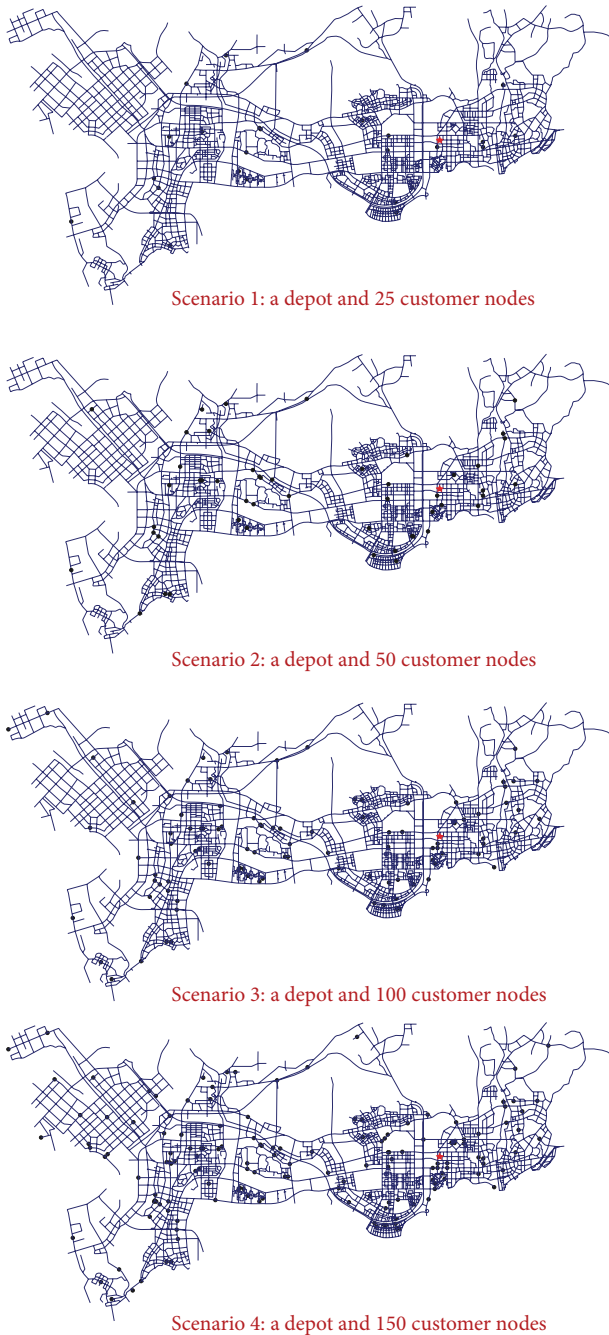 Scenario 1: a depot and 25 customer nodes
Scenario 2: a depot and 50 customer nodes
Scenario 3: a depot and 100 customer nodes
Scenario 4: a depot and 150 customer nodes